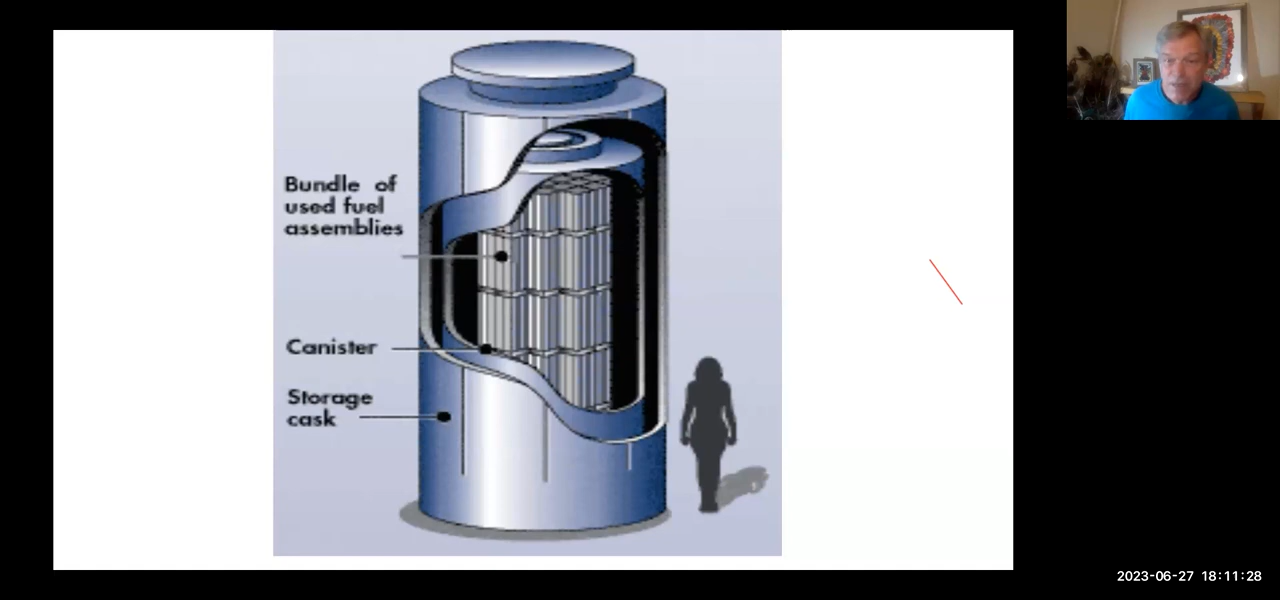 Bundle of
used fuel
assemblies
Canister
Storage
cask
2023-06-27 18:11:28